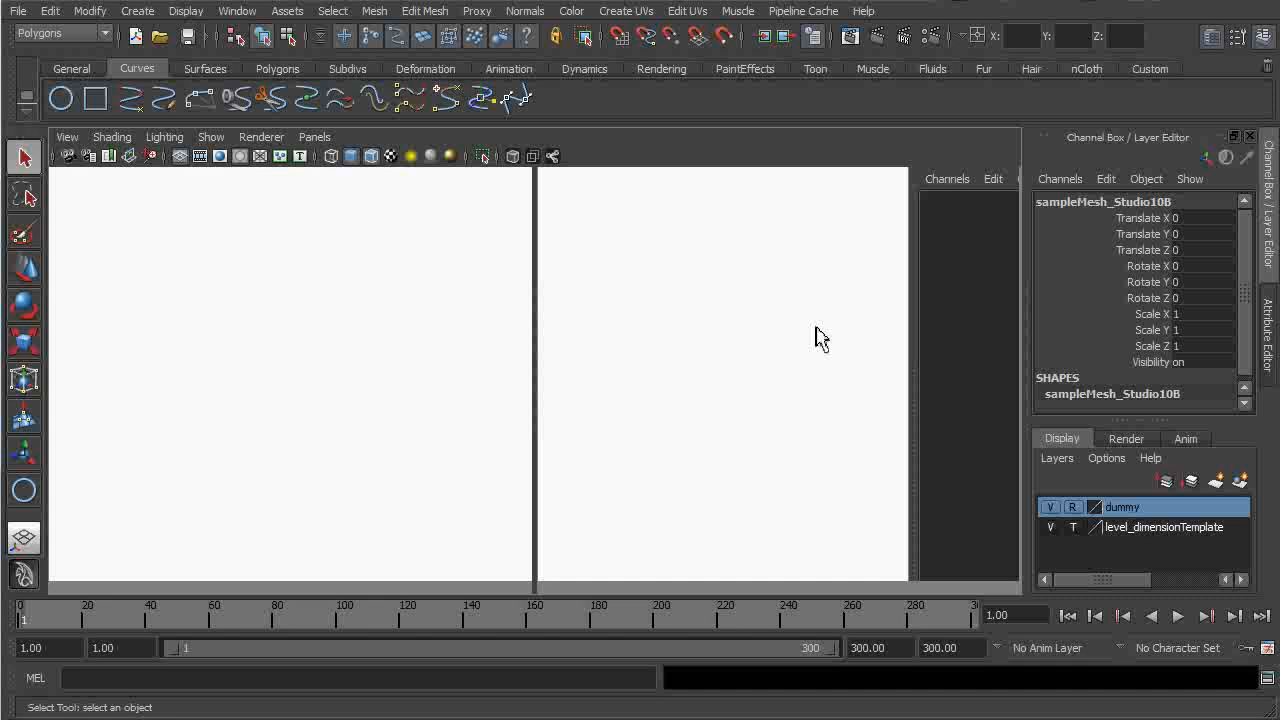 File Edit Modify Create Display Window Assets Select Mesh Edit Mesh Proxy Normals Color Create UVs Edit UVs Muscle Pipeline Cache Help
Polygons X: Y: Z:
General Curves Surfaces Polygons Subdivs Deformation Animation Dynamics Rendering PaintEffects Toon Muscle Fluids Fur Hair nCloth Custom
View Shading Lighting Show Renderer Panels
Channel Box / Layer Editor
Channels Edit
Channels Edit Object Show
sampleMesh_Studio10B
Translate X 0
Translate Y 0
Translate Z 0
Rotate X 0
Rotate Y 0
Rotate Z 0
Scale X 1
Scale Y 1
Scale Z 1
Visibility on
SHAPES
sampleMesh_Studio10B
Channel Box / Layer Editor
Attribute Editor
Display Render Anim
Layers Options Help
V R dummy
V T level_dimensionTemplate
0 20 40 60 80 100 120 140 160 180 200 220 240 260 280
1
1.00
1.00 1.00 1 300 300.00 300.00 No Anim Layer No Character Set
MEL
Select Tool: select an object